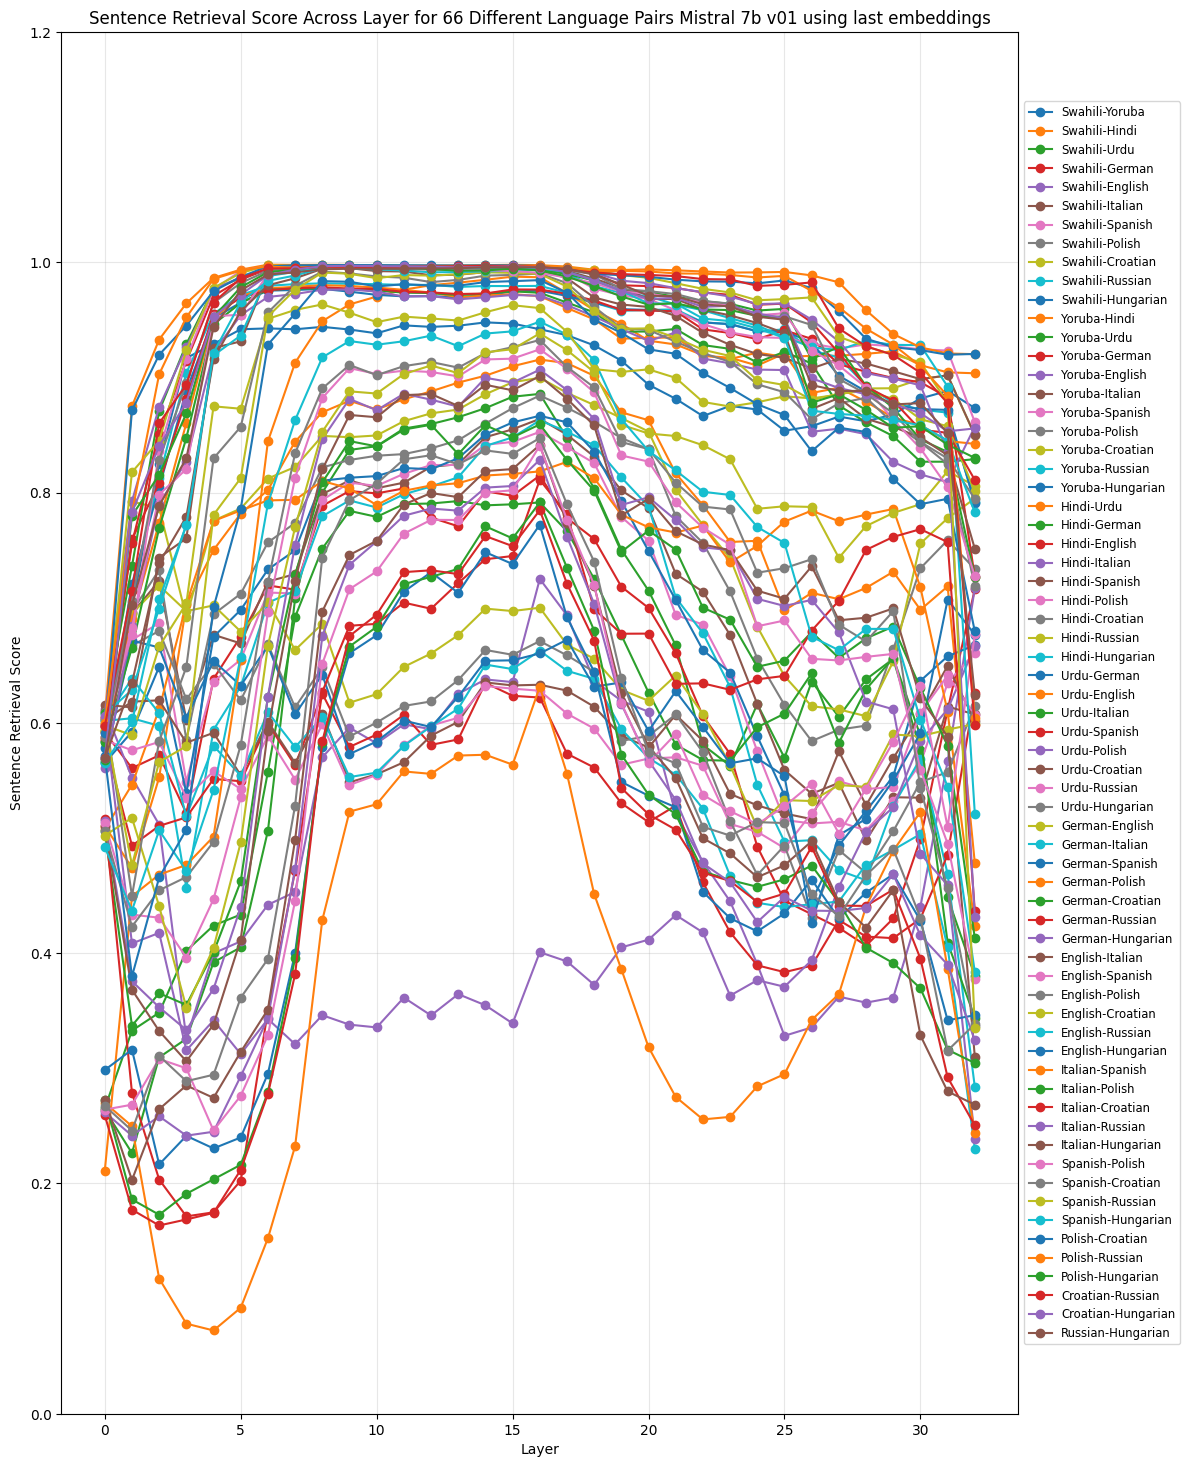 Sentence Retrieval Score Across Layer for 66 Different Language Pairs Mistral 7b v01 using last embeddings
1.2
1.0
0.8
0.6
0.4
0.2
0.0
Sentence Retrieval Score
0 5 10 15 20 25 30
Layer
Swahili-Yoruba
Swahili-Hindi
Swahili-Urdu
Swahili-German
Swahili-English
Swahili-Italian
Swahili-Spanish
Swahili-Polish
Swahili-Croatian
Swahili-Russian
Swahili-Hungarian
Yoruba-Hindi
Yoruba-Urdu
Yoruba-German
Yoruba-English
Yoruba-Italian
Yoruba-Spanish
Yoruba-Polish
Yoruba-Croatian
Yoruba-Russian
Yoruba-Hungarian
Hindi-Urdu
Hindi-German
Hindi-English
Hindi-Italian
Hindi-Spanish
Hindi-Polish
Hindi-Croatian
Hindi-Russian
Hindi-Hungarian
Urdu-German
Urdu-English
Urdu-Italian
Urdu-Spanish
Urdu-Polish
Urdu-Croatian
Urdu-Russian
Urdu-Hungarian
German-English
German-Italian
German-Spanish
German-Polish
German-Croatian
German-Russian
German-Hungarian
English-Italian
English-Spanish
English-Polish
English-Croatian
English-Russian
English-Hungarian
Italian-Spanish
Italian-Polish
Italian-Croatian
Italian-Russian
Italian-Hungarian
Spanish-Polish
Spanish-Croatian
Spanish-Russian
Spanish-Hungarian
Polish-Croatian
Polish-Russian
Polish-Hungarian
Croatian-Russian
Croatian-Hungarian
Russian-Hungarian